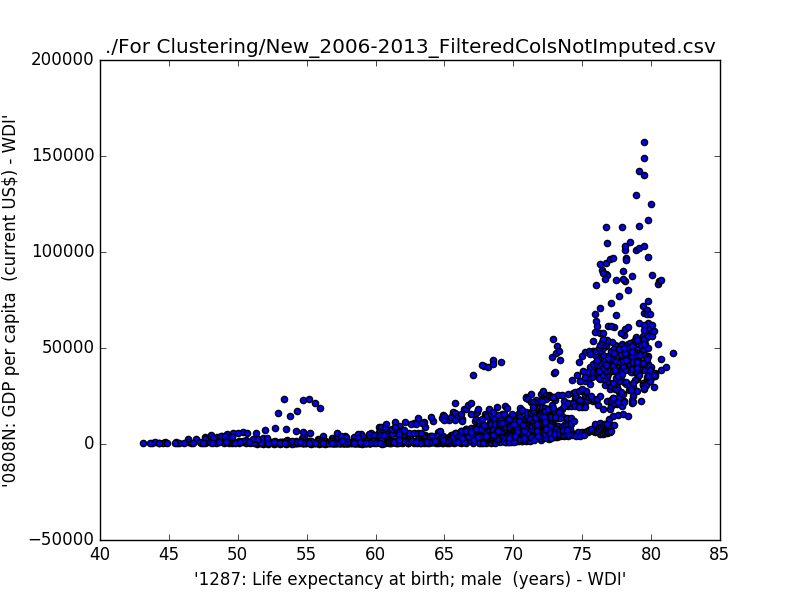 ./For Clustering/New_2006-2013_FilteredColsNotImputed.csv
'0808N: GDP per capita  (current US$) - WDI'
200000
150000
100000
50000
0
−50000
40 45 50 55 60 65 70 75 80 85
'1287: Life expectancy at birth; male  (years) - WDI'